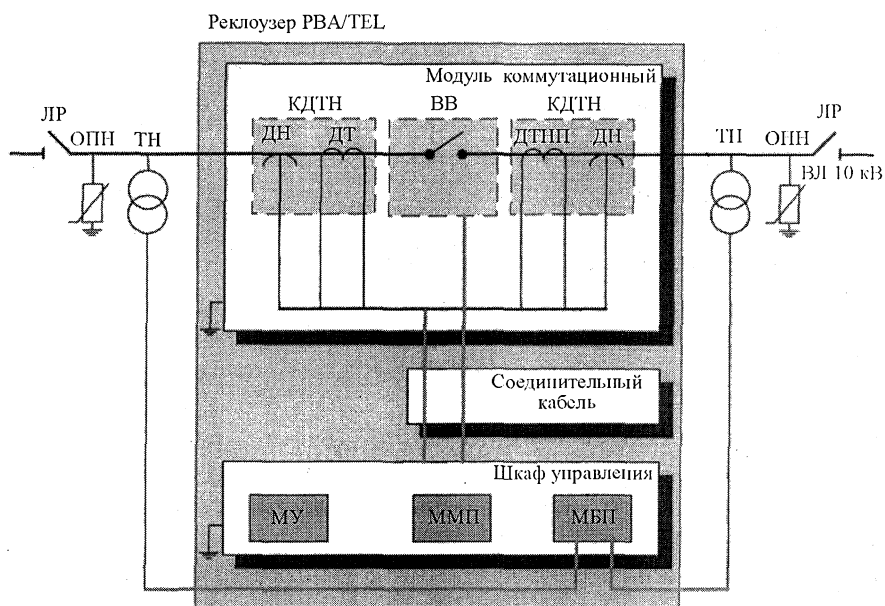 Реклоузер РВА/TEL
Модуль коммутационный
КДТН ВВ КДТН
ЛР ОПН ТН ДН ДТ ДТНП ДН ТН ОПН ЛР
ВЛ 10 кВ
Соединительный
кабель
Шкаф управления
МУ ММП МБП